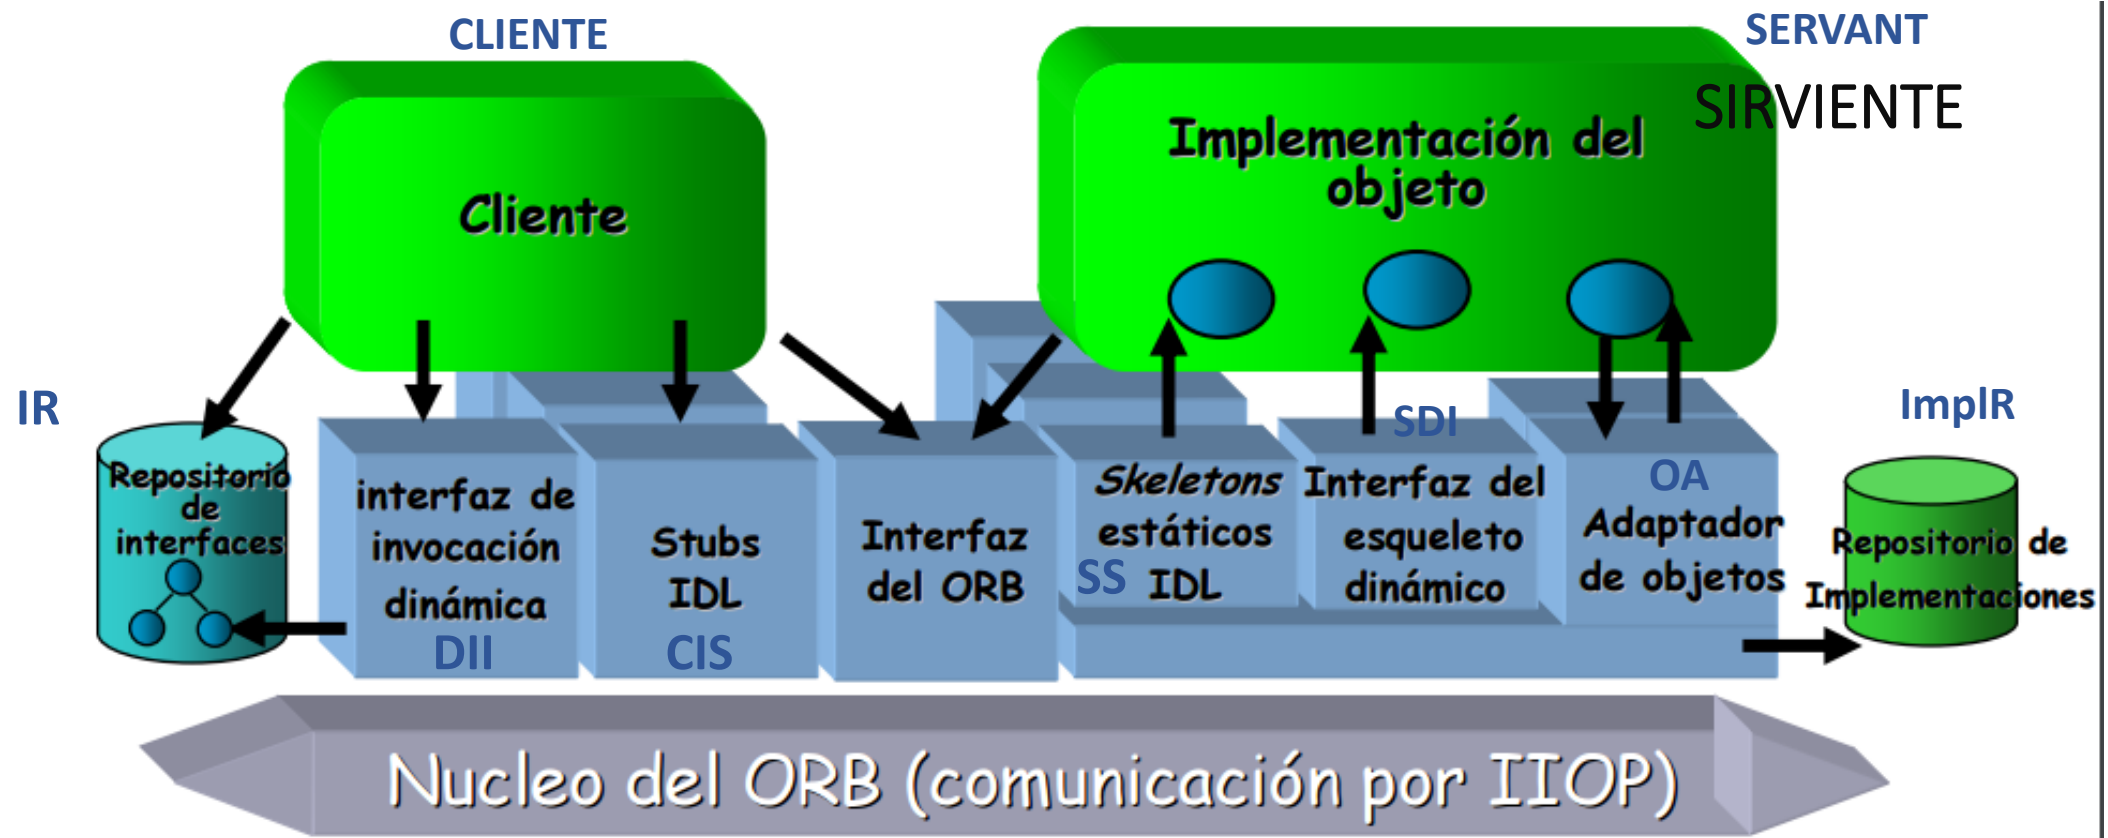 CLIENTE
SERVANT
SIRVIENTE
Implementación del
objeto
Cliente
IR
ImplR
SDI
Repositorio
de
interfaces
interfaz de
invocación
dinámica
DII
Stubs
IDL
CIS
Interfaz
del ORB
Skeletons
estáticos
SS IDL
Interfaz del
esqueleto
dinámico
OA
Adaptador
de objetos
Repositorio de
Implementaciones
Nucleo del ORB (comunicación por IIOP)